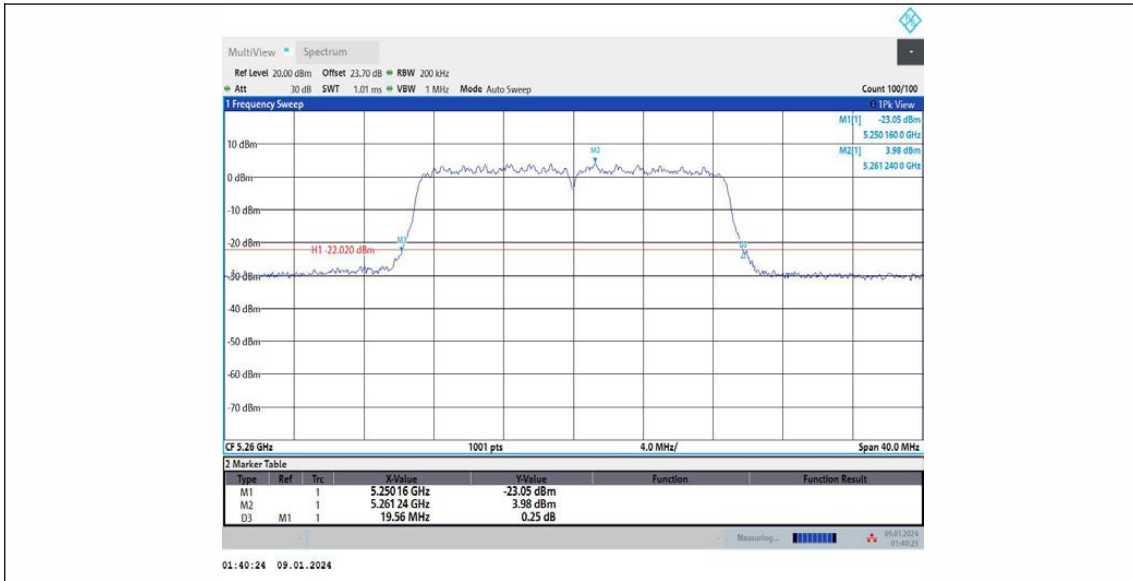 MultiView Spectrum
Ref Level 20.00 dBm Offset 23.70 dB RBW 200 kHz
Att 30 dB SWT 1.01 ms VBW 1 MHz Mode Auto Sweep Count 100/100
1 Frequency Sweep 1Pk View
M1[1] -23.05 dBm
5.250 160 0 GHz
M2[1] 3.98 dBm
5.261 240 0 GHz
10 dBm
M2
0 dBm
-10 dBm
-20 dBm
M1
D3
H1 -22.020 dBm
-30 dBm
-40 dBm
-50 dBm
-60 dBm
-70 dBm
CF 5.26 GHz 1001 pts 4.0 MHz/ Span 40.0 MHz
2 Marker Table
Type Ref Trc X-Value Y-Value Function Function Result
M1 1 5.25016 GHz -23.05 dBm
M2 1 5.26124 GHz 3.98 dBm
D3 M1 1 19.56 MHz 0.25 dB
Measuring... 09.01.2024
01:40:23
01:40:24 09.01.2024